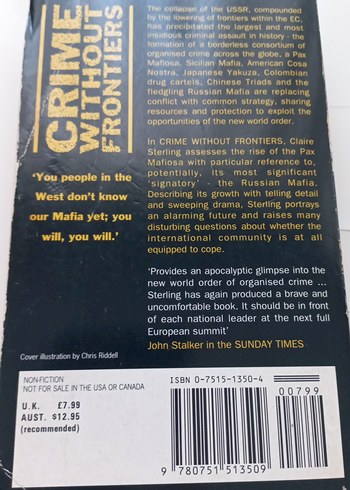 CRIME
WITHOUT
FRONTIERS
'You people in the
West don't know
our Mafia yet; you
will, you will.'
The collapse of the USSR, compounded
by the lowering of frontiers within the EC,
has precipitated the largest and most
insidious criminal assault in history - the
formation of a borderless consortium of
organised crime across the globe, a Pax
Mafiosa. Sicilian Mafia, American Cosa
Nostra, Japanese Yakuza, Colombian
drug cartels, Chinese Triads and the
fledgling Russian Mafia are replacing
conflict with common strategy, sharing
resources and protection to exploit the
opportunities of the new world order.
In CRIME WITHOUT FRONTIERS, Claire
Sterling assesses the rise of the Pax
Mafiosa with particular reference to,
potentially, its most significant
'signatory' - the Russian Mafia.
Describing its growth with telling detail
and sweeping drama, Sterling portrays
an alarming future and raises many
disturbing questions about whether the
international community is at all
equipped to cope.
'Provides an apocalyptic glimpse into the
new world order of organised crime ...
Sterling has again produced a brave and
uncomfortable book. It should be in front
of each national leader at the next full
European summit'
John Stalker in the SUNDAY TIMES
Cover illustration by Chris Riddell
NON-FICTION
NOT FOR SALE IN THE USA OR CANADA
U.K. £7.99
AUST. $12.95
(recommended)
ISBN 0-7515-1350-4
00799
9 780751 513509